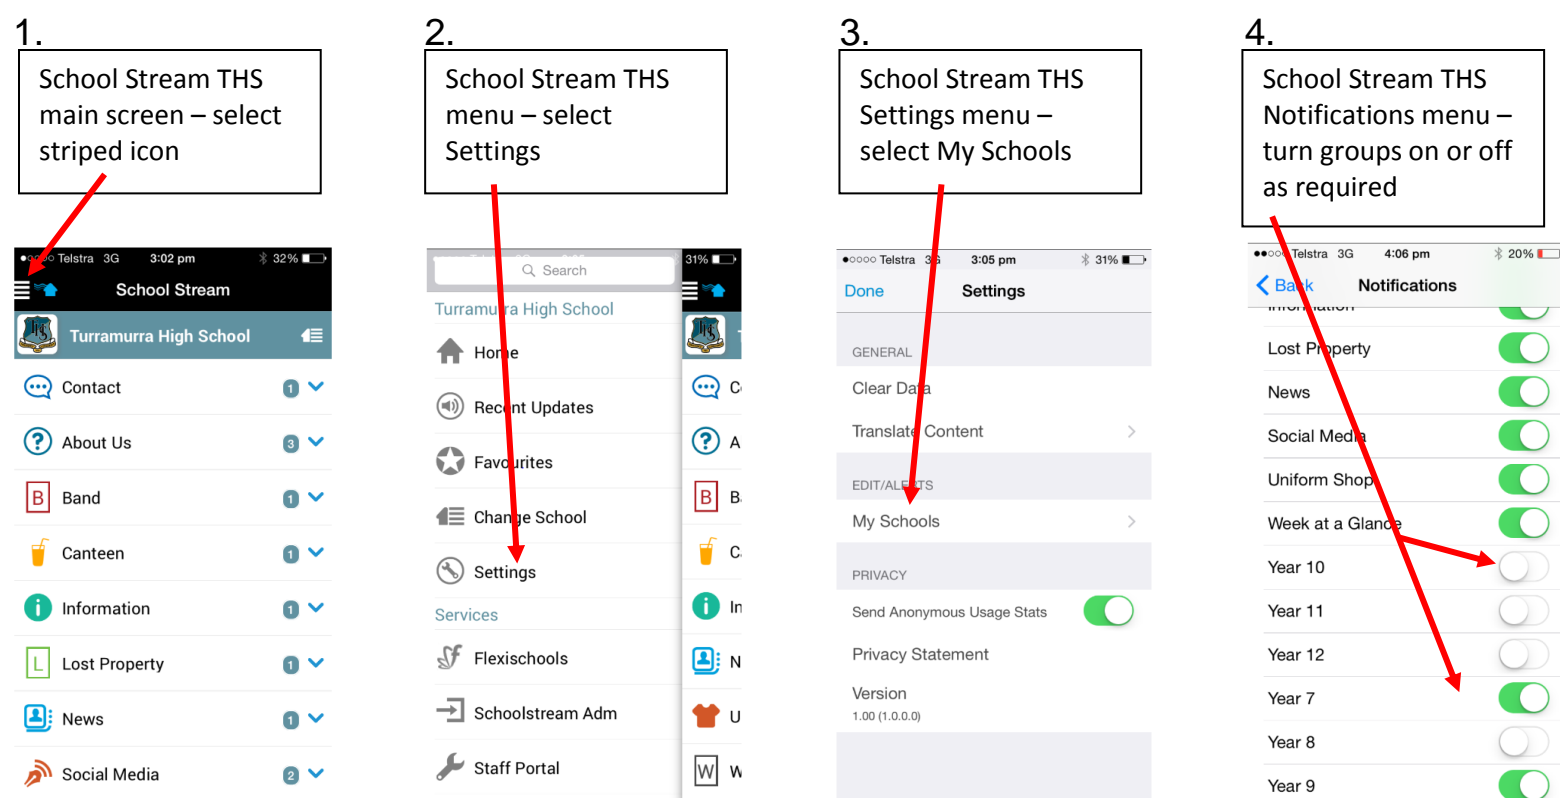 1.
School Stream THS
main screen – select
striped icon
Telstra 3G 3:02 pm 32%
School Stream
THS
Turramurra High School
Contact 1
About Us 3
B Band 1
Canteen 1
i Information 1
L Lost Property 1
News 1
Social Media 2
2.
School Stream THS
menu – select
Settings
Search
31%
Turramurra High School
Home
Recent Updates
C
Favourites
A
B B
Change School
C
Settings
i In
Services
Flexischools
N
Schoolstream Adm
U
Staff Portal
W W
3.
School Stream THS
Settings menu –
select My Schools
Telstra 3G 3:05 pm 31%
Done Settings
GENERAL
Clear Data
Translate Content
EDIT/ALERTS
My Schools
PRIVACY
Send Anonymous Usage Stats
Privacy Statement
Version
1.00 (1.0.0.0)
4.
School Stream THS
Notifications menu –
turn groups on or off
as required
Telstra 3G 4:06 pm 20%
Back Notifications
Information
Lost Property
News
Social Media
Uniform Shop
Week at a Glance
Year 10
Year 11
Year 12
Year 7
Year 8
Year 9